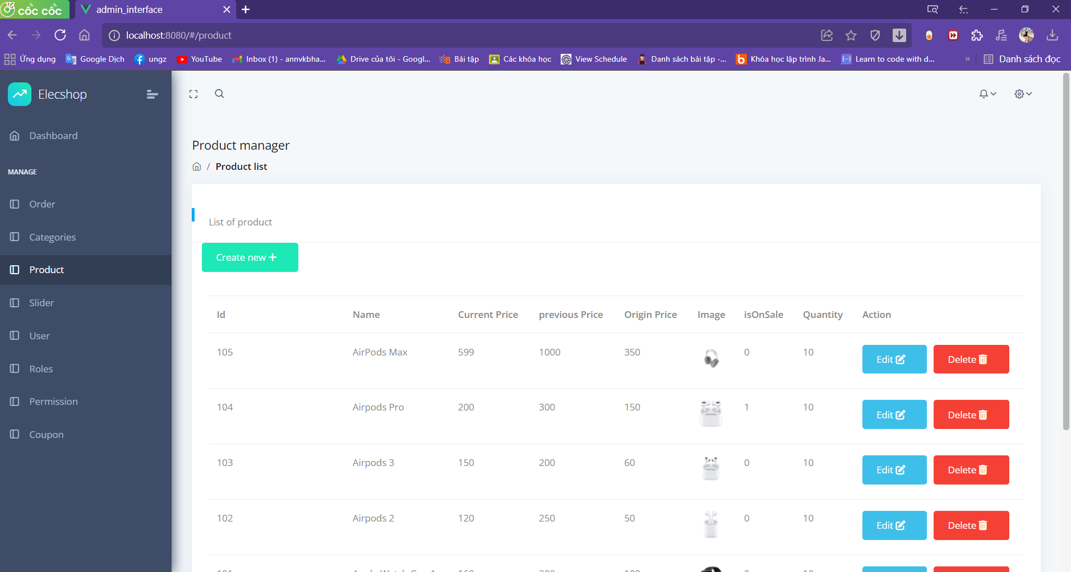 cốc cốc
admin_interface
localhost:8080/#/product
Ứng dụng Google Dịch ungz YouTube Inbox (1) - annvkbha... Drive của tôi - Googl... Bài tập Các khóa học View Schedule Danh sách bài tập -... Khóa học lập trình Ja... Learn to code with d... » Danh sách đọc
Elecshop
Dashboard
MANAGE
Order
Categories
Product
Slider
User
Roles
Permission
Coupon
Product manager
/ Product list
List of product
Create new +
Id Name Current Price previous Price Origin Price Image isOnSale Quantity Action
105 AirPods Max 599 1000 350 0 10 Edit Delete
104 Airpods Pro 200 300 150 1 10 Edit Delete
103 Airpods 3 150 200 60 0 10 Edit Delete
102 Airpods 2 120 250 50 0 10 Edit Delete